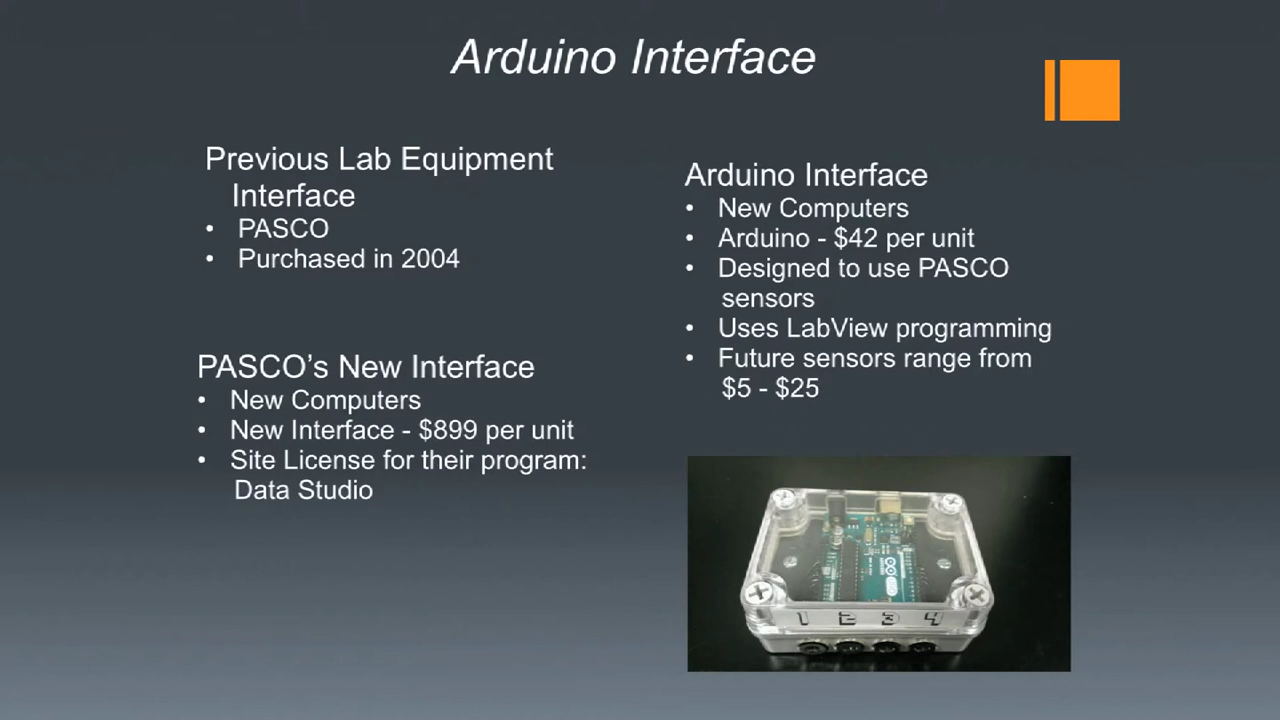 Arduino Interface
Previous Lab Equipment
Interface
• PASCO
• Purchased in 2004
PASCO’s New Interface
• New Computers
• New Interface - $899 per unit
• Site License for their program:
Data Studio
Arduino Interface
• New Computers
• Arduino - $42 per unit
• Designed to use PASCO
sensors
• Uses LabView programming
• Future sensors range from
$5 - $25
1 2 3 4